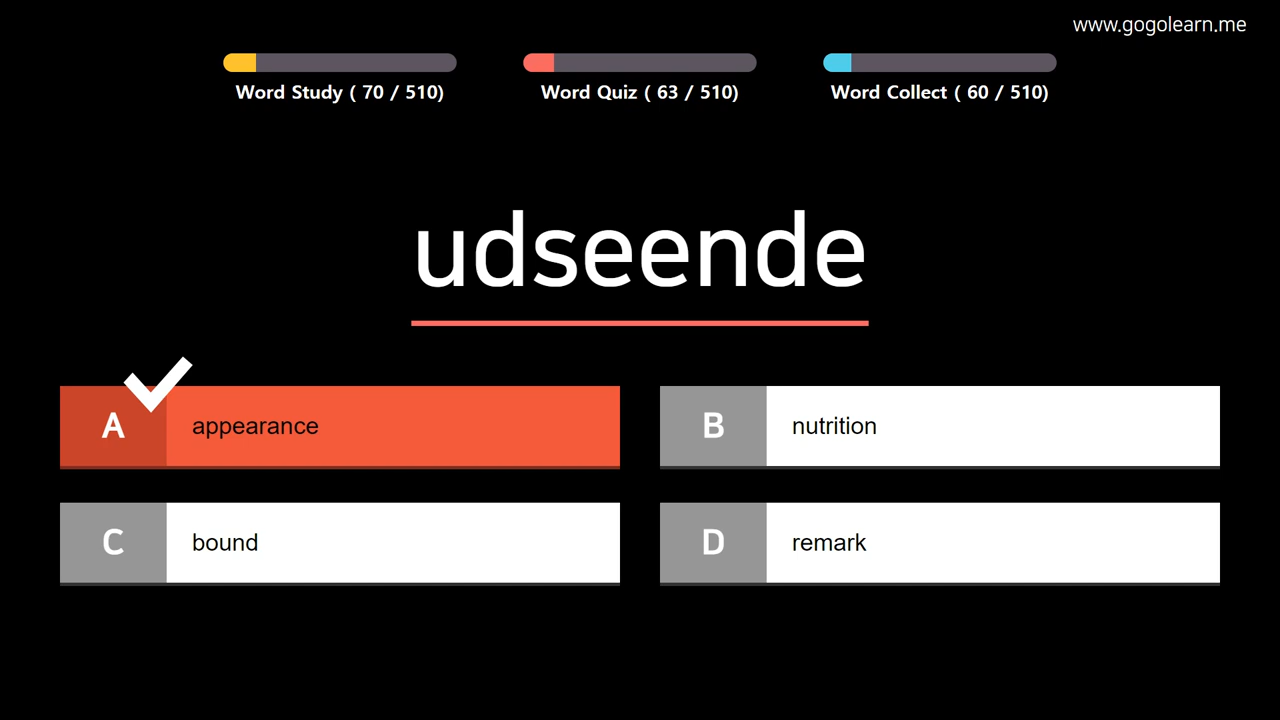 www.gogolearn.me
Word Study ( 70 / 510)
Word Quiz ( 63 / 510)
Word Collect ( 60 / 510)
udseende
A appearance
B nutrition
C bound
D remark